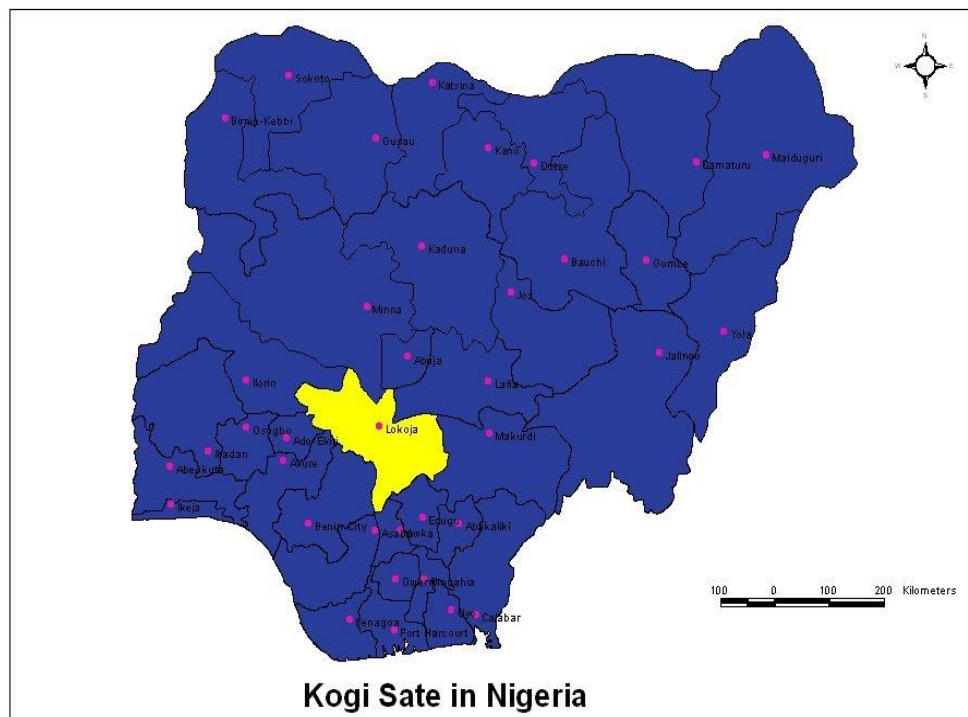 N
W E
S
Sokoto
Katsina
Birnin-Kebbi
Gusau
Kano
Dutse
Damaturu
Maiduguri
Kaduna
Bauchi
Gombe
Jos
Minna
Yola
Abuja
Jalingo
Ilorin
Lafia
Osogbo
Lokoja
Makurdi
Ado-Ekiti
Ibadan
Akure
Abeokuta
Ikeja
Enugu
Benin City
Abakaliki
Asaba
Awka
Owerri
Uyo
Calabar
Yenagoa
Port Harcourt
100 0 100 200 Kilometers
Kogi Sate in Nigeria